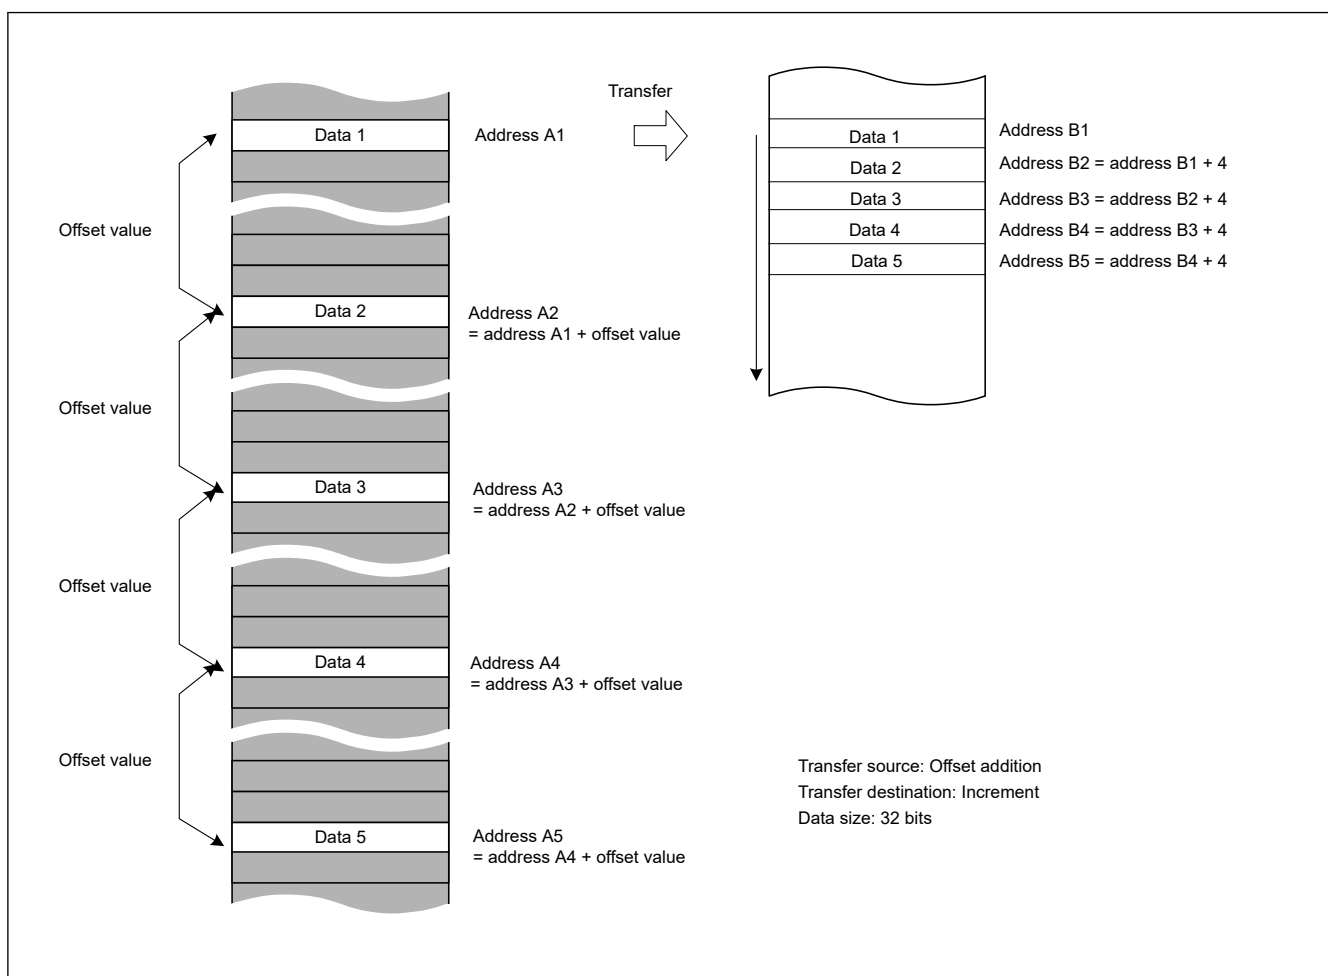 Transfer
Data 1
Address A1
Data 1
Address B1
Data 2
Address B2 = address B1 + 4
Data 3
Address B3 = address B2 + 4
Data 4
Address B4 = address B3 + 4
Data 5
Address B5 = address B4 + 4
Offset value
Data 2
Address A2
= address A1 + offset value
Offset value
Data 3
Address A3
= address A2 + offset value
Offset value
Data 4
Address A4
= address A3 + offset value
Offset value
Data 5
Address A5
= address A4 + offset value
Transfer source: Offset addition
Transfer destination: Increment
Data size: 32 bits